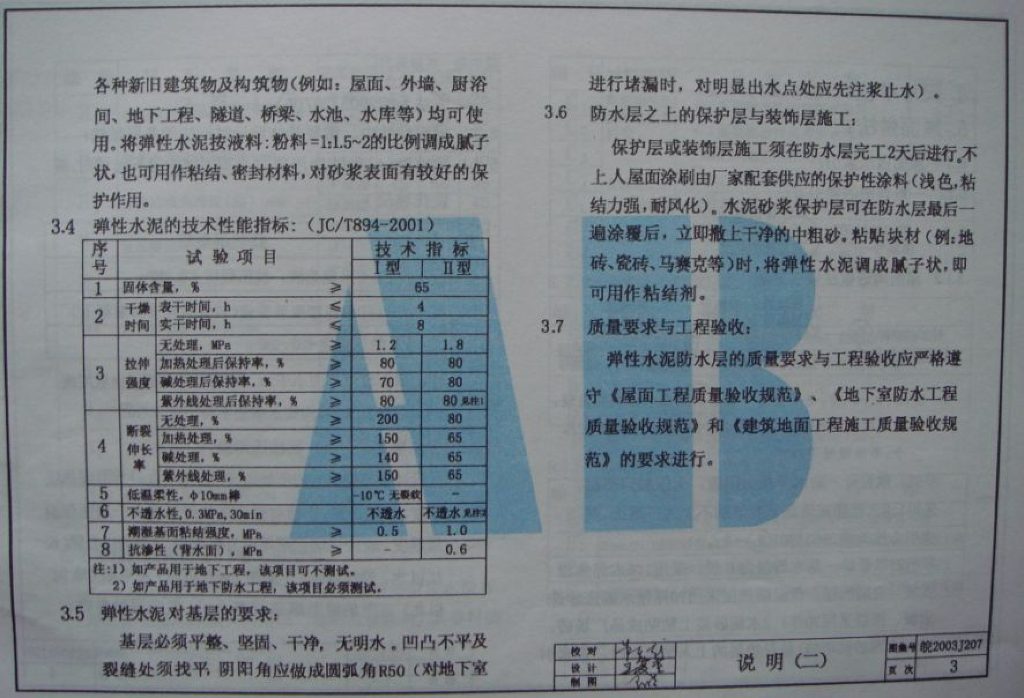 各种新旧建筑物及构筑物(例如：屋面、外墙、厨浴
间、地下工程、隧道、桥梁、水池、水库等)均可使
用。将弹性水泥按液料:粉料=1:1.5~2的比例调成腻子
状,也可用作粘结、密封材料,对砂浆表面有较好的保
护作用。
3.4 弹性水泥的技术性能指标:(JC/T894-2001)
序号 试验项目 技术指标
Ⅰ型 Ⅱ型
1 固体含量,% ≥ 65
2 干燥时间 表干时间,h ≤ 4
实干时间,h ≤ 8
3 拉伸强度 无处理,MPa ≥ 1.2 1.8
加热处理后保持率,% ≥ 80 80
碱处理后保持率,% ≥ 70 80
紫外线处理后保持率,% ≥ 80 80 见注1
4 断裂伸长率 无处理,% ≥ 200 80
加热处理,% ≥ 150 65
碱处理,% ≥ 140 65
紫外线处理,% ≥ 150 65
5 低温柔性,φ10mm棒 -10℃ 无裂纹 -
6 不透水性,0.3MPa,30min 不透水 不透水 见注2
7 潮湿基面粘结强度,MPa ≥ 0.5 1.0
8 抗渗性(背水面),MPa ≥ - 0.6
注:1) 如产品用于地下工程,该项目可不测试。
2) 如产品用于地下防水工程,该项目必须测试。
3.5 弹性水泥对基层的要求:
基层必须平整、坚固、干净,无明水。凹凸不平及
裂缝处须找平,阴阳角应做成圆弧角R50(对地下室
进行堵漏时,对明显出水点处应先注浆止水)。
3.6 防水层之上的保护层与装饰层施工:
保护层或装饰层施工须在防水层完工2天后进行。不
上人屋面涂刷由厂家配套供应的保护性涂料(浅色,粘
结力强,耐风化)。水泥砂浆保护层可在防水层最后一
遍涂覆后,立即撒上干净的中粗砂。粘贴块材(例:地
砖、瓷砖、马赛克等)时,将弹性水泥调成腻子状,即
可用作粘结剂。
3.7 质量要求与工程验收:
弹性水泥防水层的质量要求与工程验收应严格遵
守《屋面工程质量验收规范》、《地下室防水工程
质量验收规范》和《建筑地面工程施工质量验收规
范》的要求进行。
AB
校对
设计
制图
说明(二)
图集号 皖2003J207
页次 3